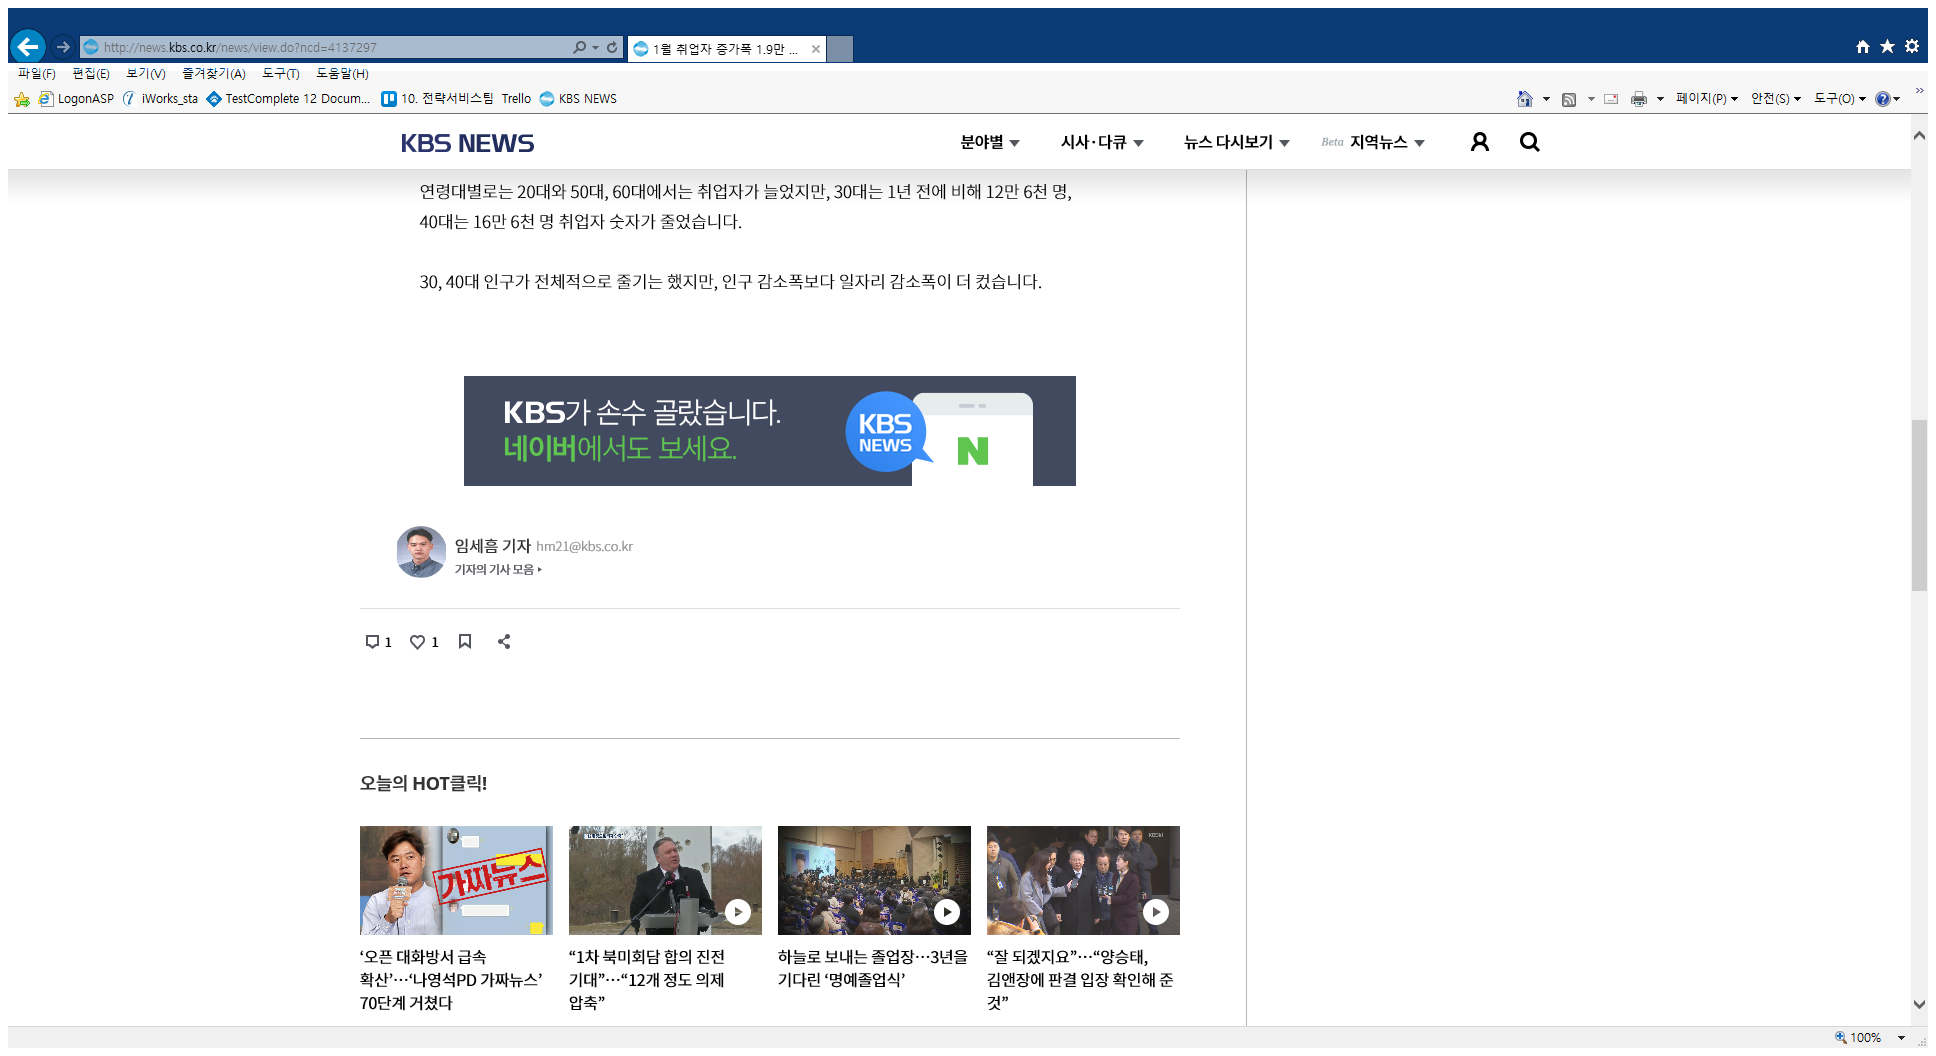 http://news.kbs.co.kr/news/view.do?ncd=4137297
1월 취업자 증가폭 1.9만 ...
파일(F) 편집(E) 보기(V) 즐겨찾기(A) 도구(T) 도움말(H)
LogonASP iWorks_sta TestComplete 12 Docum... 10. 전략서비스팀 Trello KBS NEWS
페이지(P) 안전(S) 도구(O)
KBS NEWS 분야별 시사·다큐 뉴스 다시보기 Beta 지역뉴스
연령대별로는 20대와 50대, 60대에서는 취업자가 늘었지만, 30대는 1년 전에 비해 12만 6천 명,
40대는 16만 6천 명 취업자 숫자가 줄었습니다.
30, 40대 인구가 전체적으로 줄기는 했지만, 인구 감소폭보다 일자리 감소폭이 더 컸습니다.
KBS가 손수 골랐습니다.
네이버에서도 보세요.
KBS
NEWS
N
임세흠 기자 hm21@kbs.co.kr
기자의 기사 모음
1 1
오늘의 HOT클릭!
가짜뉴스
‘오픈 대화방서 급속
확산’…‘나영석PD 가짜뉴스’
70단계 거쳤다
“1차 북미회담 합의 진전
기대”…“12개 정도 의제
압축”
하늘로 보내는 졸업장…3년을
기다린 ‘명예졸업식’
“잘 되겠지요”…“양승태,
김앤장에 판결 입장 확인해 준
것”
100%